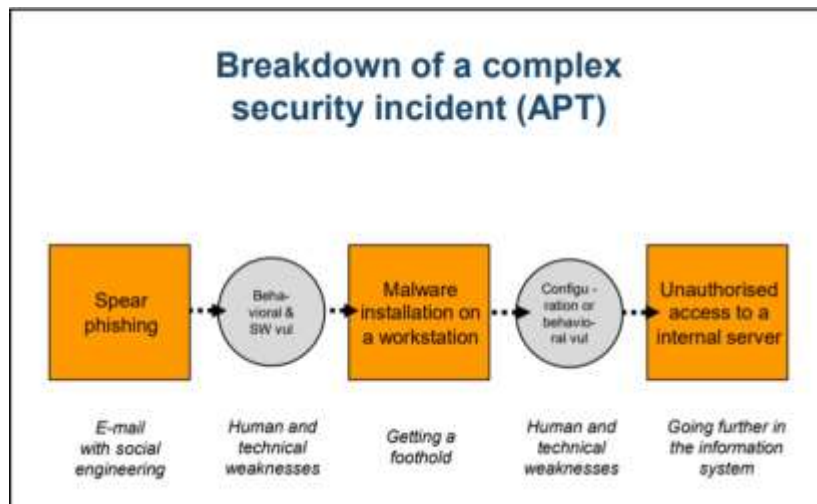 Breakdown of a complex
security incident (APT)
Spear
phishing
Beha-
vioral &
SW vul
Malware
installation on
a workstation
Configu -
ration or
behavio-
ral vul
Unauthorised
access to a
internal server
E-mail
with social
engineering
Human and
technical
weaknesses
Getting a
foothold
Human and
technical
weaknesses
Going further in
the information
system